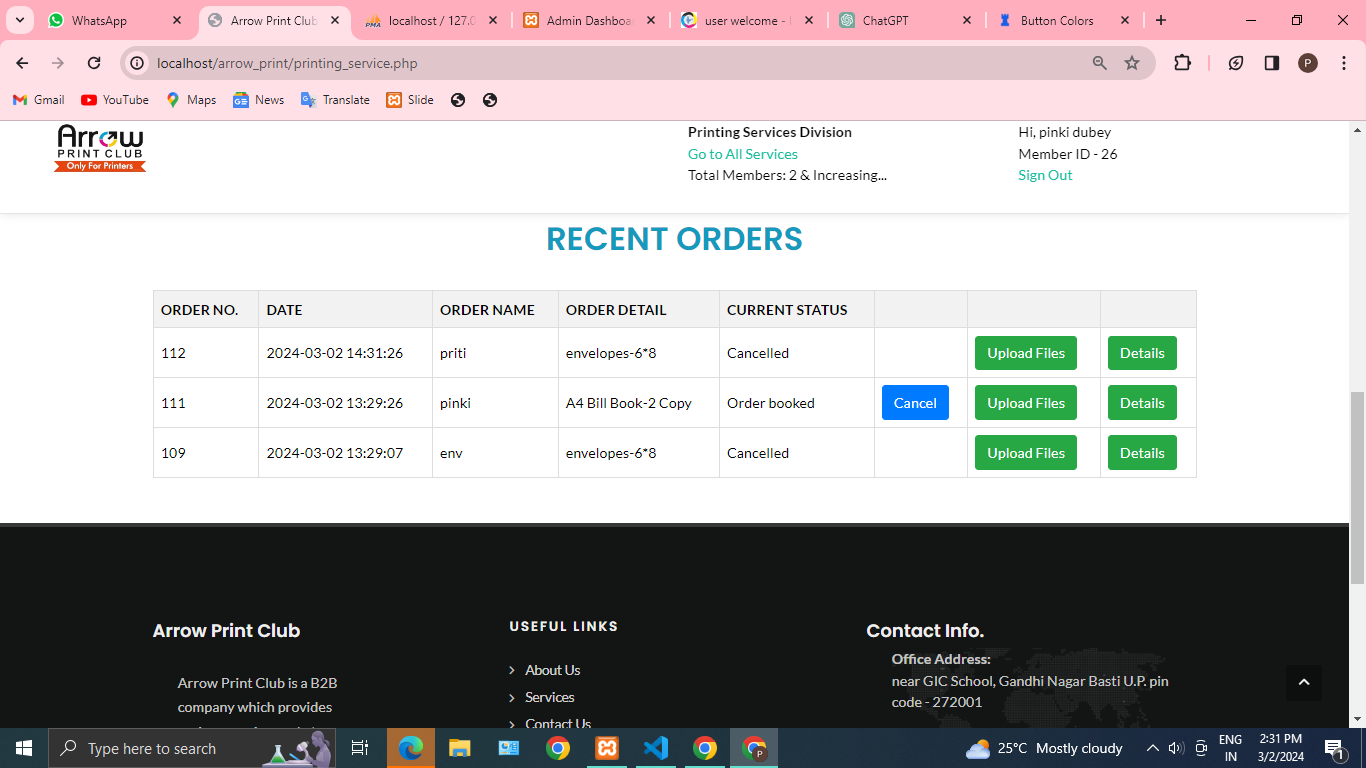 WhatsApp
Arrow Print Club
localhost / 127.0
Admin Dashboa
user welcome -
ChatGPT
Button Colors
localhost/arrow_print/printing_service.php
P
Gmail
YouTube
Maps
News
Translate
Slide
Arrow
PRINT CLUB
Only For Printers
Printing Services Division
Go to All Services
Total Members: 2 & Increasing...
Hi, pinki dubey
Member ID - 26
Sign Out
RECENT ORDERS
ORDER NO. DATE ORDER NAME ORDER DETAIL CURRENT STATUS
112 2024-03-02 14:31:26 priti envelopes-6*8 Cancelled Upload Files Details
111 2024-03-02 13:29:26 pinki A4 Bill Book-2 Copy Order booked Cancel Upload Files Details
109 2024-03-02 13:29:07 env envelopes-6*8 Cancelled Upload Files Details
Arrow Print Club
Arrow Print Club is a B2B
company which provides
USEFUL LINKS
About Us
Services
Contact Us
Contact Info.
Office Address:
near GIC School, Gandhi Nagar Basti U.P. pin
code - 272001
Type here to search
P
25°C Mostly cloudy
ENG
IN
2:31 PM
3/2/2024
1